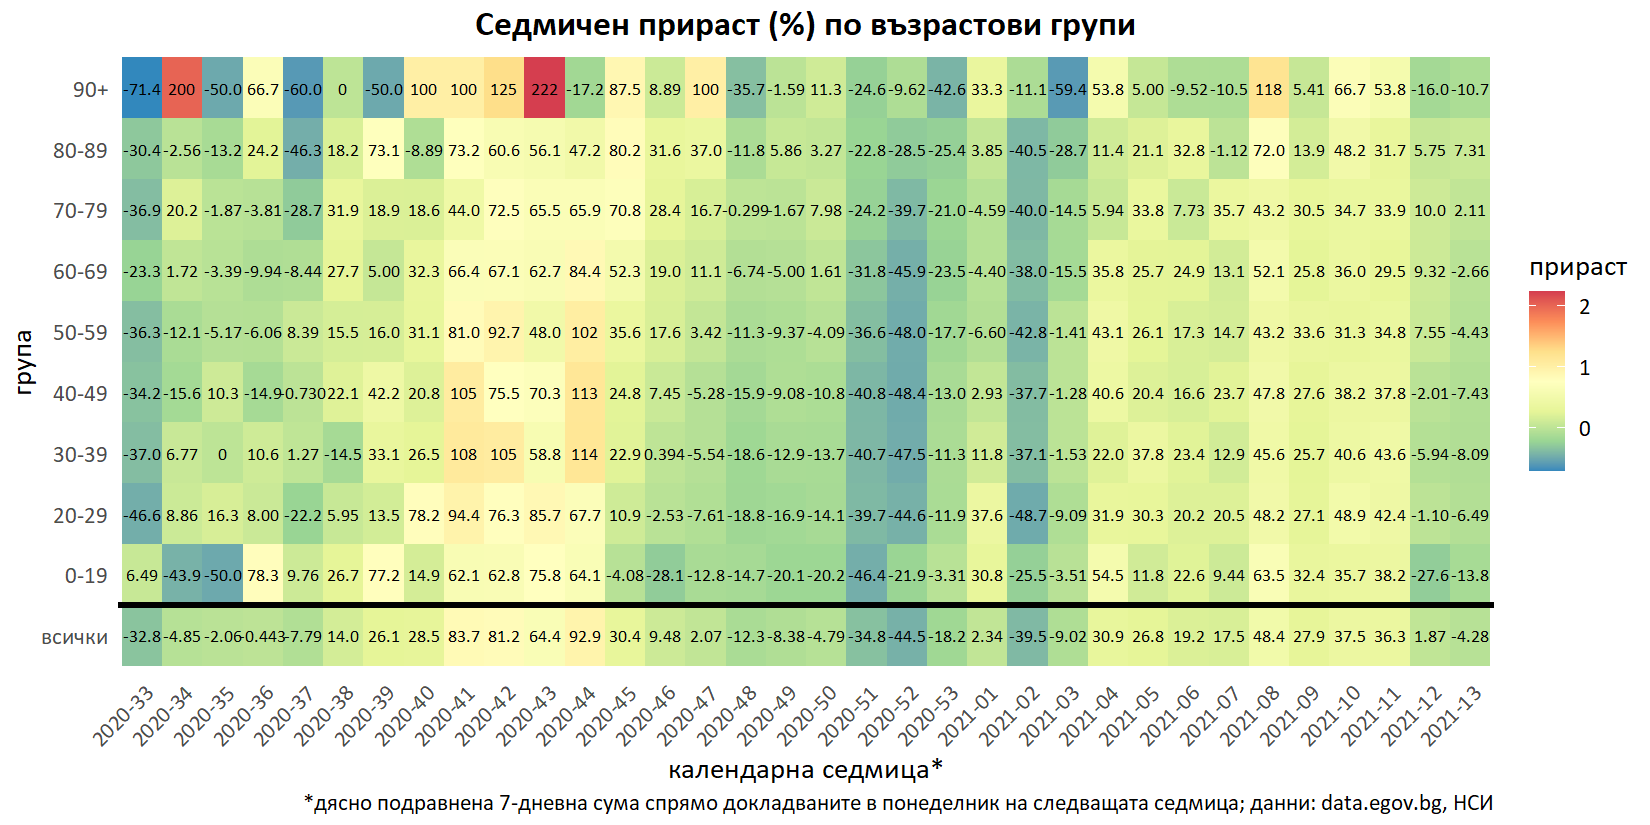 Седмичен прираст (%) по възрастови групи
90+ -71.4 200 -50.0 66.7 -60.0 0 -50.0 100 100 125 222 -17.2 87.5 8.89 100 -35.7 -1.59 11.3 -24.6 -9.62 -42.6 33.3 -11.1 -59.4 53.8 5.00 -9.52 -10.5 118 5.41 66.7 53.8 -16.0 -10.7
80-89 -30.4 -2.56 -13.2 24.2 -46.3 18.2 73.1 -8.89 73.2 60.6 56.1 47.2 80.2 31.6 37.0 -11.8 5.86 3.27 -22.8 -28.5 -25.4 3.85 -40.5 -28.7 11.4 21.1 32.8 -1.12 72.0 13.9 48.2 31.7 5.75 7.31
70-79 -36.9 20.2 -1.87 -3.81 -28.7 31.9 18.9 18.6 44.0 72.5 65.5 65.9 70.8 28.4 16.7 -0.299 -1.67 7.98 -24.2 -39.7 -21.0 -4.59 -40.0 -14.5 5.94 33.8 7.73 35.7 43.2 30.5 34.7 33.9 10.0 2.11
60-69 -23.3 1.72 -3.39 -9.94 -8.44 27.7 5.00 32.3 66.4 67.1 62.7 84.4 52.3 19.0 11.1 -6.74 -5.00 1.61 -31.8 -45.9 -23.5 -4.40 -38.0 -15.5 35.8 25.7 24.9 13.1 52.1 25.8 36.0 29.5 9.32 -2.66
50-59 -36.3 -12.1 -5.17 -6.06 8.39 15.5 16.0 31.1 81.0 92.7 48.0 102 35.6 17.6 3.42 -11.3 -9.37 -4.09 -36.6 -48.0 -17.7 -6.60 -42.8 -1.41 43.1 26.1 17.3 14.7 43.2 33.6 31.3 34.8 7.55 -4.43
40-49 -34.2 -15.6 10.3 -14.9 -0.730 22.1 42.2 20.8 105 75.5 70.3 113 24.8 7.45 -5.28 -15.9 -9.08 -10.8 -40.8 -48.4 -13.0 2.93 -37.7 -1.28 40.6 20.4 16.6 23.7 47.8 27.6 38.2 37.8 -2.01 -7.43
30-39 -37.0 6.77 0 10.6 1.27 -14.5 33.1 26.5 108 105 58.8 114 22.9 0.394 -5.54 -18.6 -12.9 -13.7 -40.7 -47.5 -11.3 11.8 -37.1 -1.53 22.0 37.8 23.4 12.9 45.6 25.7 40.6 43.6 -5.94 -8.09
20-29 -46.6 8.86 16.3 8.00 -22.2 5.95 13.5 78.2 94.4 76.3 85.7 67.7 10.9 -2.53 -7.61 -18.8 -16.9 -14.1 -39.7 -44.6 -11.9 37.6 -48.7 -9.09 31.9 30.3 20.2 20.5 48.2 27.1 48.9 42.4 -1.10 -6.49
0-19 6.49 -43.9 -50.0 78.3 9.76 26.7 77.2 14.9 62.1 62.8 75.8 64.1 -4.08 -28.1 -12.8 -14.7 -20.1 -20.2 -46.4 -21.9 -3.31 30.8 -25.5 -3.51 54.5 11.8 22.6 9.44 63.5 32.4 35.7 38.2 -27.6 -13.8
всички -32.8 -4.85 -2.06 -0.443 -7.79 14.0 26.1 28.5 83.7 81.2 64.4 92.9 30.4 9.48 2.07 -12.3 -8.38 -4.79 -34.8 -44.5 -18.2 2.34 -39.5 -9.02 30.9 26.8 19.2 17.5 48.4 27.9 37.5 36.3 1.87 -4.28
2020-33 2020-34 2020-35 2020-36 2020-37 2020-38 2020-39 2020-40 2020-41 2020-42 2020-43 2020-44 2020-45 2020-46 2020-47 2020-48 2020-49 2020-50 2020-51 2020-52 2020-53 2021-01 2021-02 2021-03 2021-04 2021-05 2021-06 2021-07 2021-08 2021-09 2021-10 2021-11 2021-12 2021-13
група
календарна седмица*
*дясно подравнена 7-дневна сума спрямо докладваните в понеделник на следващата седмица; данни: data.egov.bg, НСИ
прираст
2
1
0